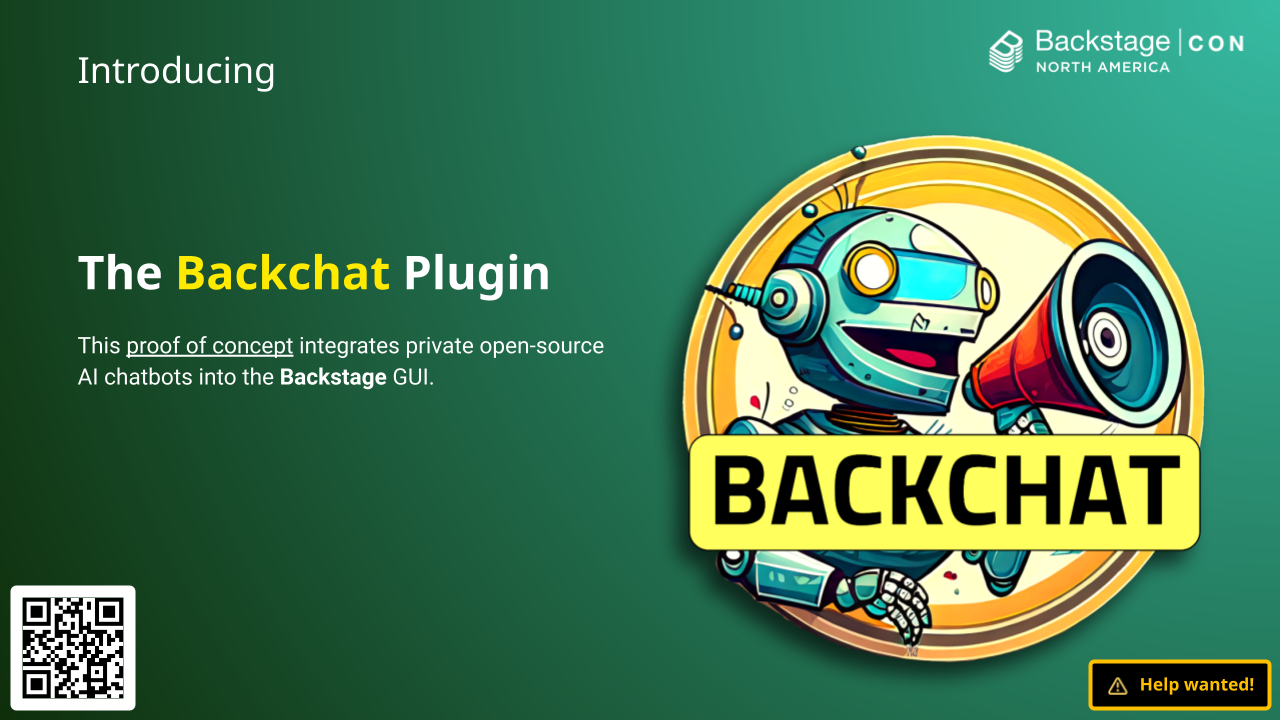 Introducing
Backstage | CON
NORTH AMERICA
The Backchat Plugin
This proof of concept integrates private open-source
AI chatbots into the Backstage GUI.
BACKCHAT
Help wanted!